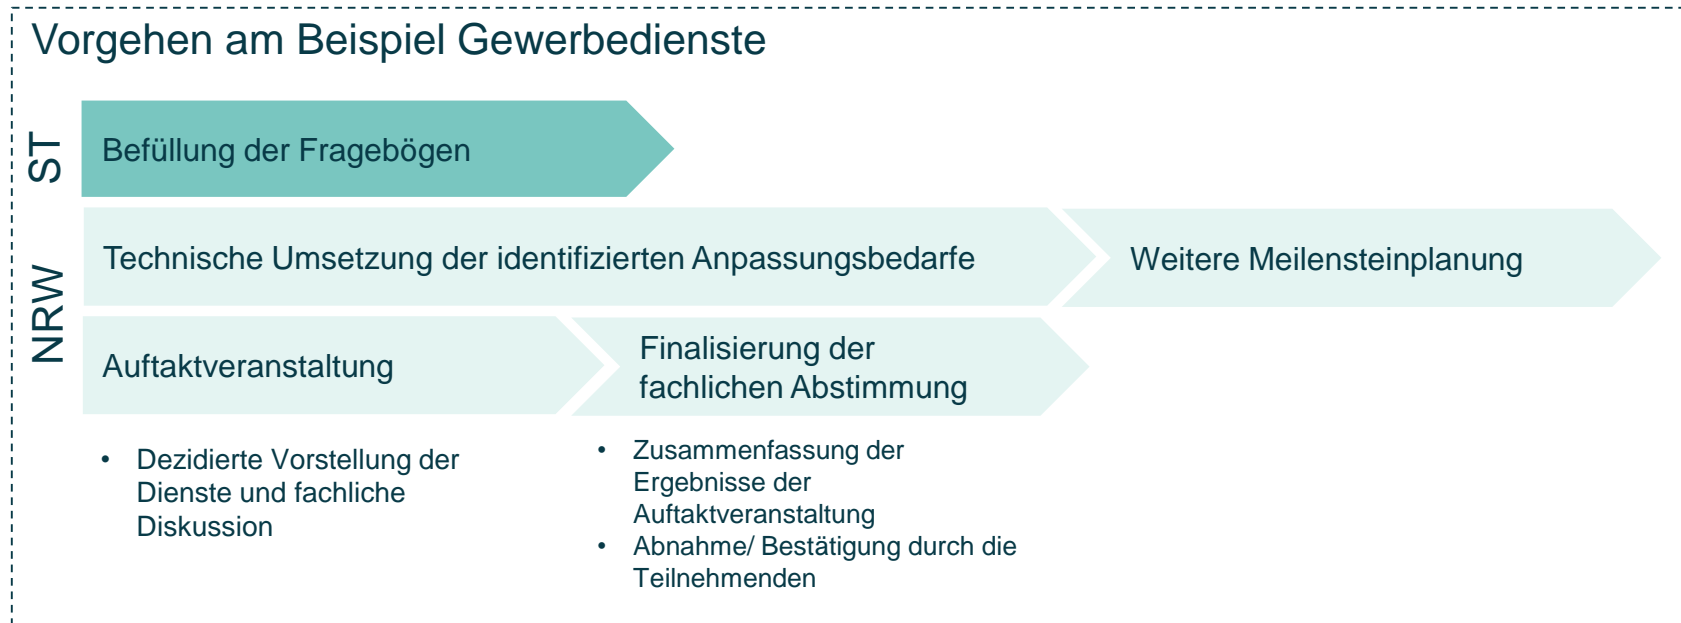 Vorgehen am Beispiel Gewerbedienste
ST
Befüllung der Fragebögen
NRW
Technische Umsetzung der identifizierten Anpassungsbedarfe
Weitere Meilensteinplanung
Auftaktveranstaltung
Finalisierung der
fachlichen Abstimmung
• Dezidierte Vorstellung der
Dienste und fachliche
Diskussion
• Zusammenfassung der
Ergebnisse der
Auftaktveranstaltung
• Abnahme/ Bestätigung durch die
Teilnehmenden